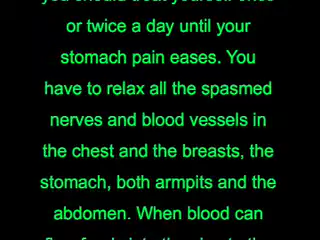 you should treat yourself once
or twice a day until your
stomach pain eases. You
have to relax all the spasmed
nerves and blood vessels in
the chest and the breasts, the
stomach, both armpits and the
abdomen. When blood can